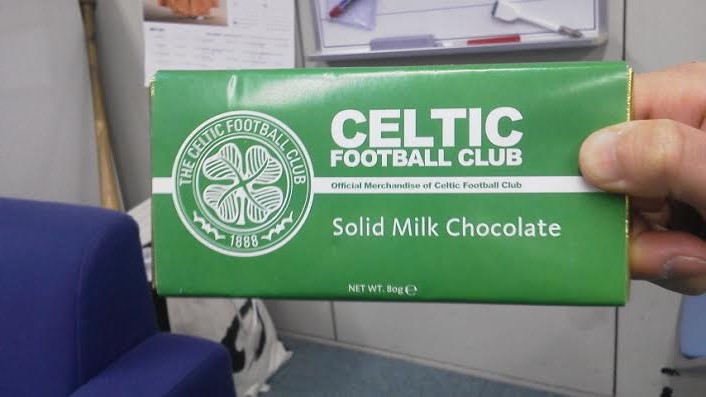 THE CELTIC FOOTBALL CLUB
1888
CELTIC
FOOTBALL CLUB
Official Merchandise of Celtic Football Club
Solid Milk Chocolate
NET WT. 80g ℮